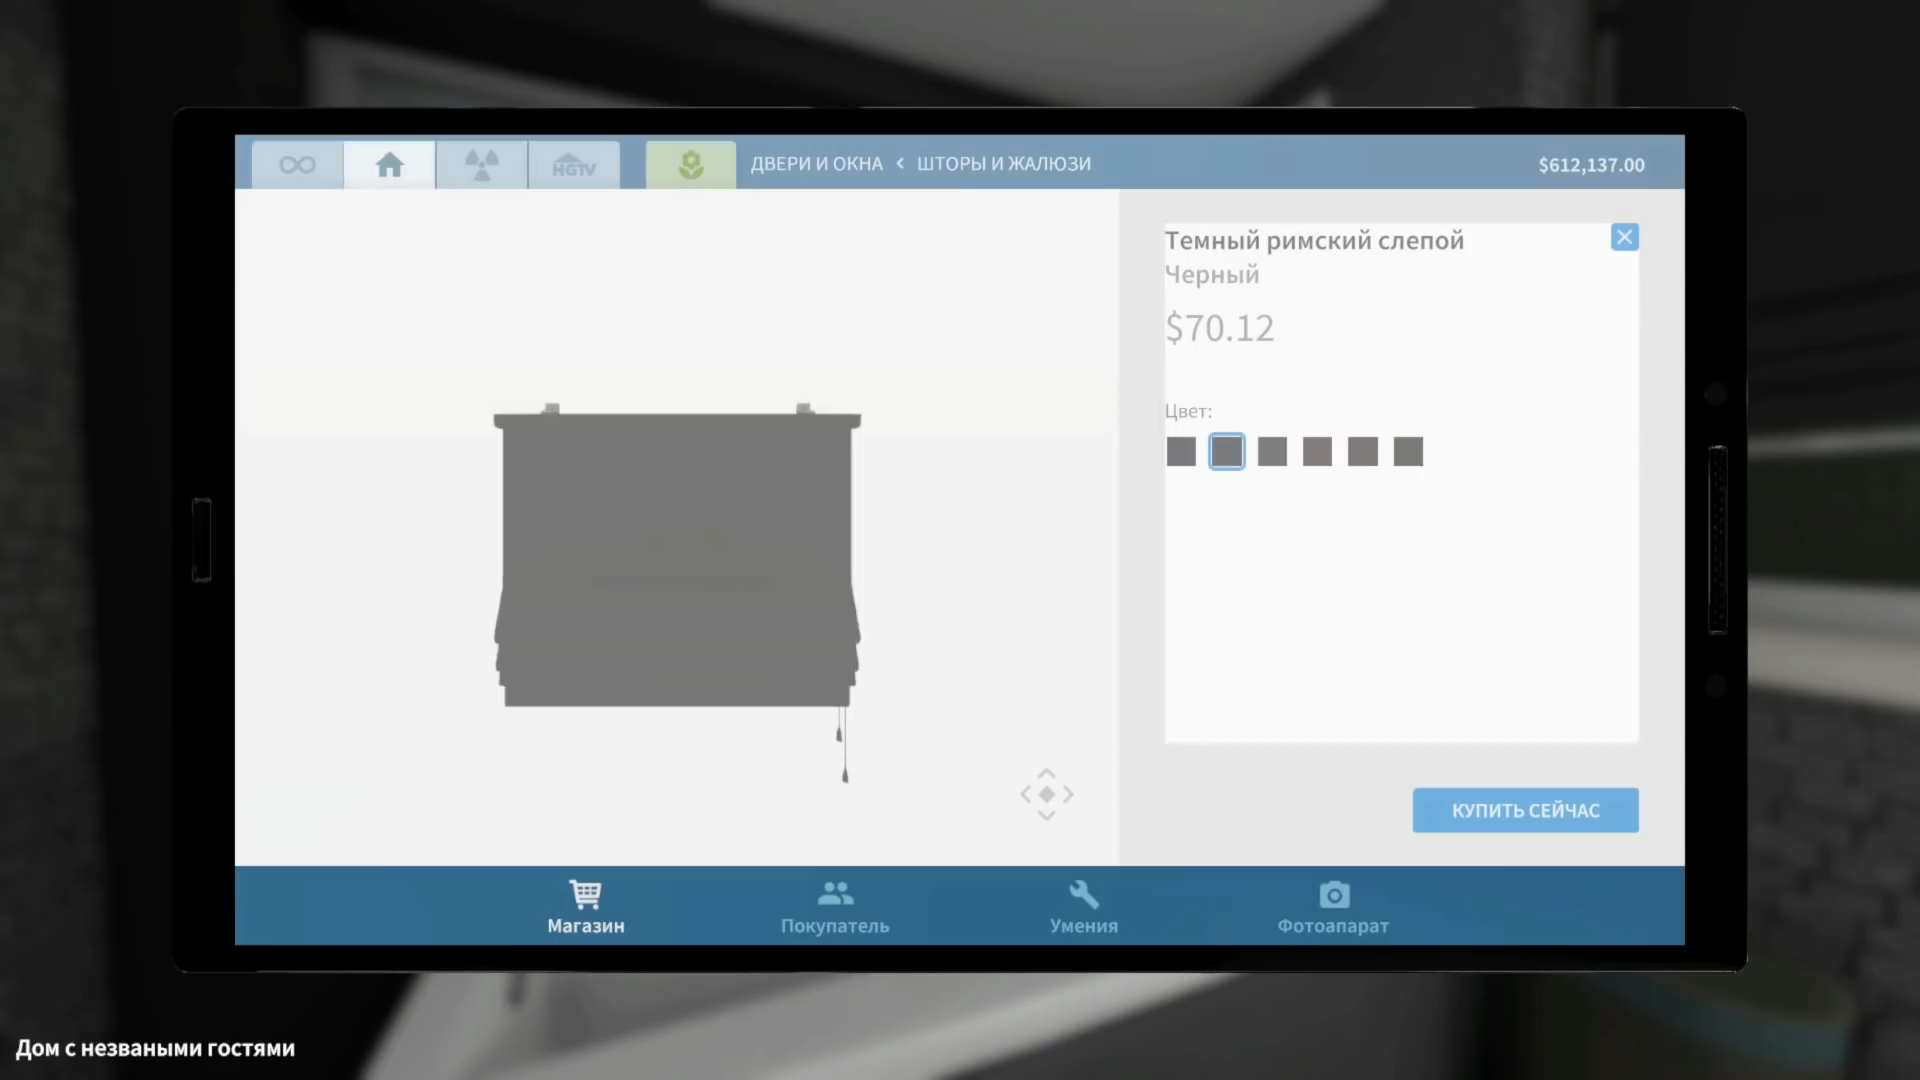 HGTV
ДВЕРИ И ОКНА < ШТОРЫ И ЖАЛЮЗИ
$612,137.00
Темный римский слепой
Черный
$70.12
Цвет:
КУПИТЬ СЕЙЧАС
Магазин
Покупатель
Умения
Фотоапарат
Дом с незваными гостями